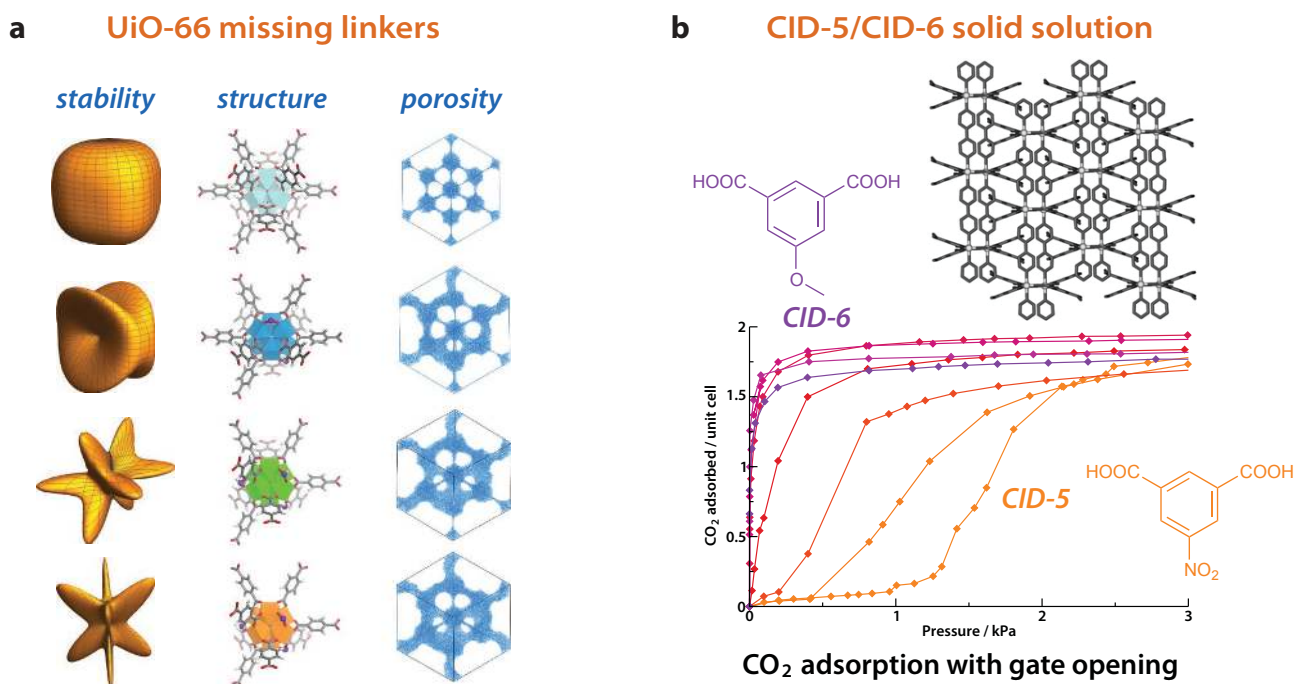 a
UiO-66 missing linkers
stability structure porosity
b
CID-5/CID-6 solid solution
HOOC COOH
O
CID-6
2
1.5
1
0.5
0
CO₂ adsorbed / unit cell
0 1 2 3
Pressure / kPa
CID-5
HOOC COOH
NO₂
CO₂ adsorption with gate opening